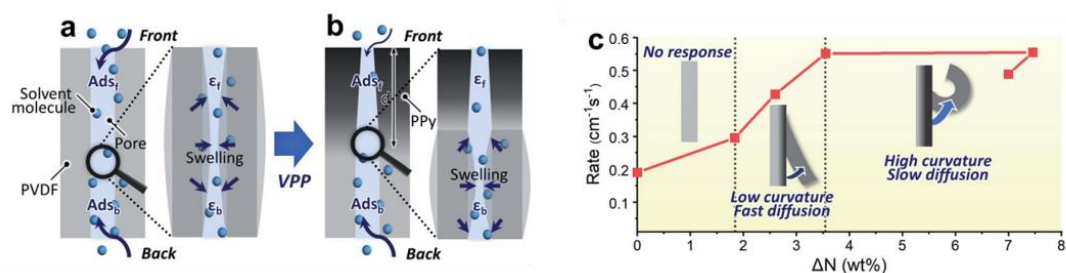 a
Front
Ads_f
Solvent
molecule
Pore
PVDF
Ads_b
Back
ε_f
Swelling
ε_b
VPP
b
Front
Ads_f
d
PPy
Ads_b
Back
ε_f
Swelling
ε_b
c
Rate (cm⁻¹s⁻¹)
0.6
0.5
0.4
0.3
0.2
0.1
No response
Low curvature
Fast diffusion
High curvature
Slow diffusion
0 1 2 3 4 5 6 7 8
ΔN (wt%)